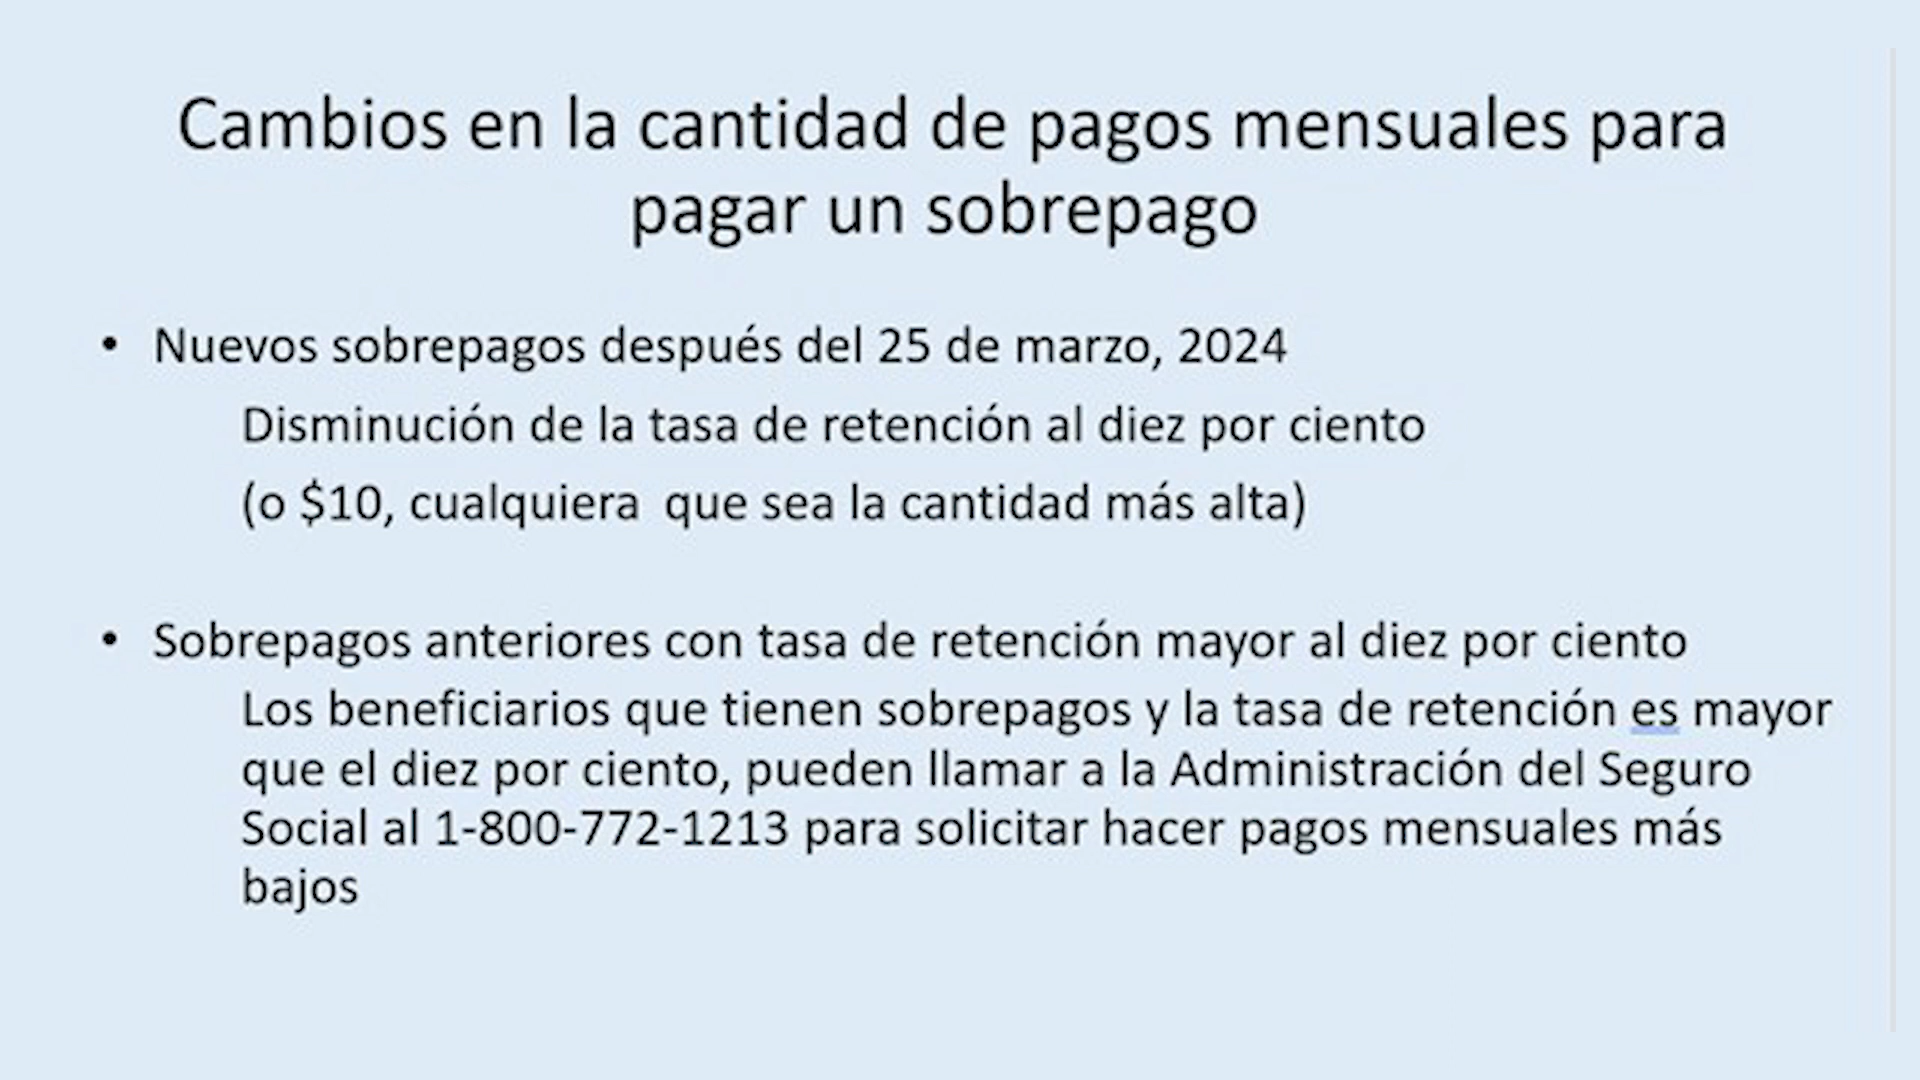 Cambios en la cantidad de pagos mensuales para
pagar un sobrepago
• Nuevos sobrepagos después del 25 de marzo, 2024
Disminución de la tasa de retención al diez por ciento
(o $10, cualquiera que sea la cantidad más alta)
• Sobrepagos anteriores con tasa de retención mayor al diez por ciento
Los beneficiarios que tienen sobrepagos y la tasa de retención es mayor
que el diez por ciento, pueden llamar a la Administración del Seguro
Social al 1-800-772-1213 para solicitar hacer pagos mensuales más
bajos